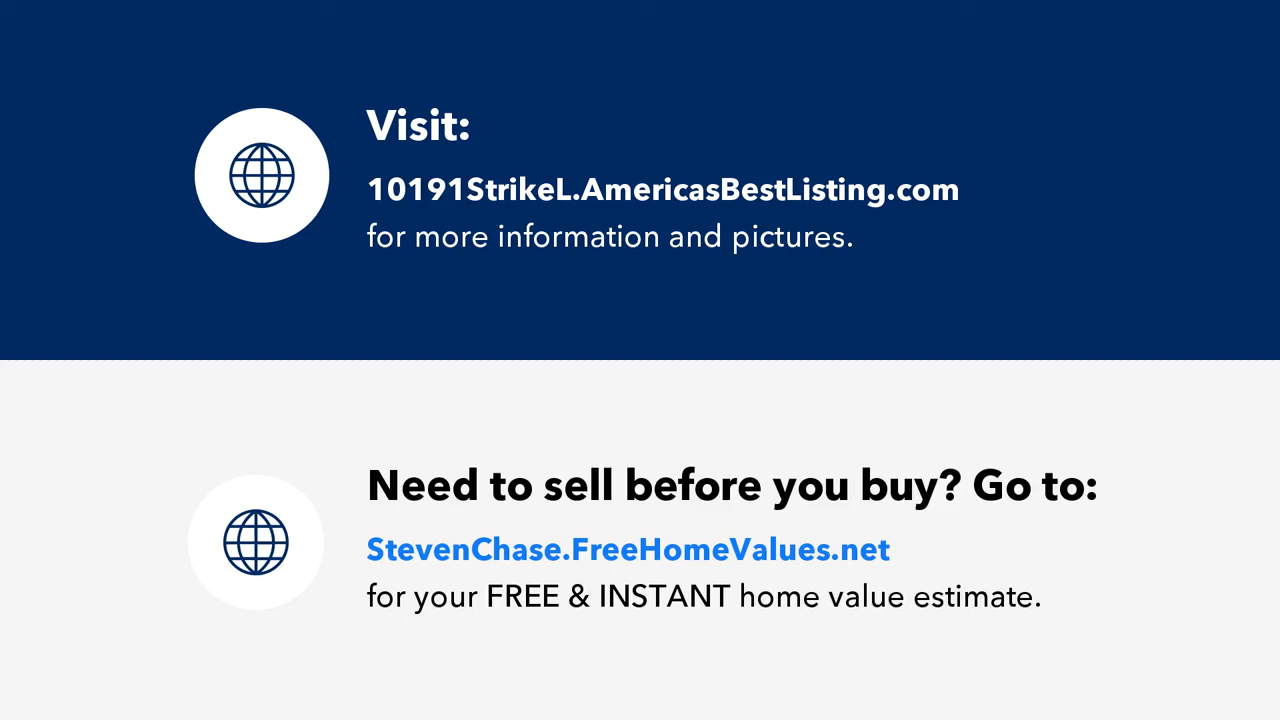 Visit:
10191StrikeL.AmericasBestListing.com
for more information and pictures.
Need to sell before you buy? Go to:
StevenChase.FreeHomeValues.net
for your FREE & INSTANT home value estimate.